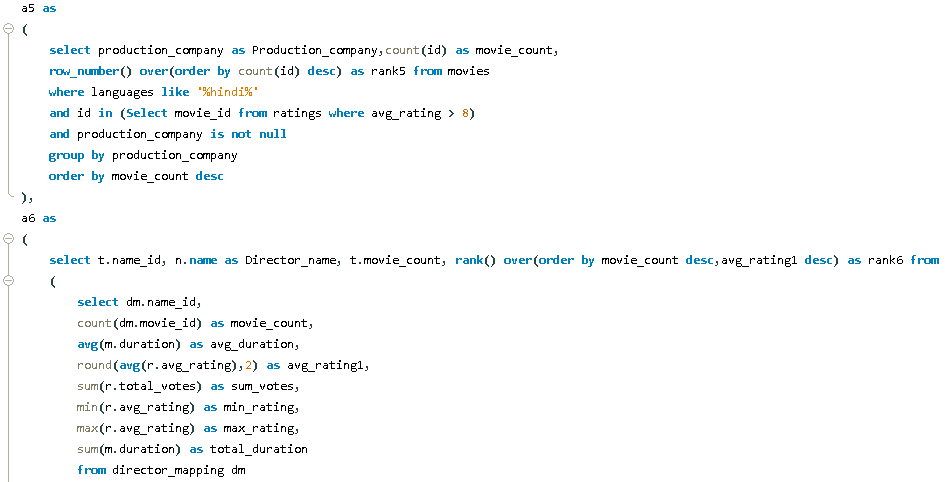 a5 as
(
select production_company as Production_company,count(id) as movie_count,
row_number() over(order by count(id) desc) as rank5 from movies
where languages like '%hindi%'
and id in (Select movie_id from ratings where avg_rating > 8)
and production_company is not null
group by production_company
order by movie_count desc
),
a6 as
(
select t.name_id, n.name as Director_name, t.movie_count, rank() over(order by movie_count desc,avg_rating1 desc) as rank6 from
(
select dm.name_id,
count(dm.movie_id) as movie_count,
avg(m.duration) as avg_duration,
round(avg(r.avg_rating),2) as avg_rating1,
sum(r.total_votes) as sum_votes,
min(r.avg_rating) as min_rating,
max(r.avg_rating) as max_rating,
sum(m.duration) as total_duration
from director_mapping dm